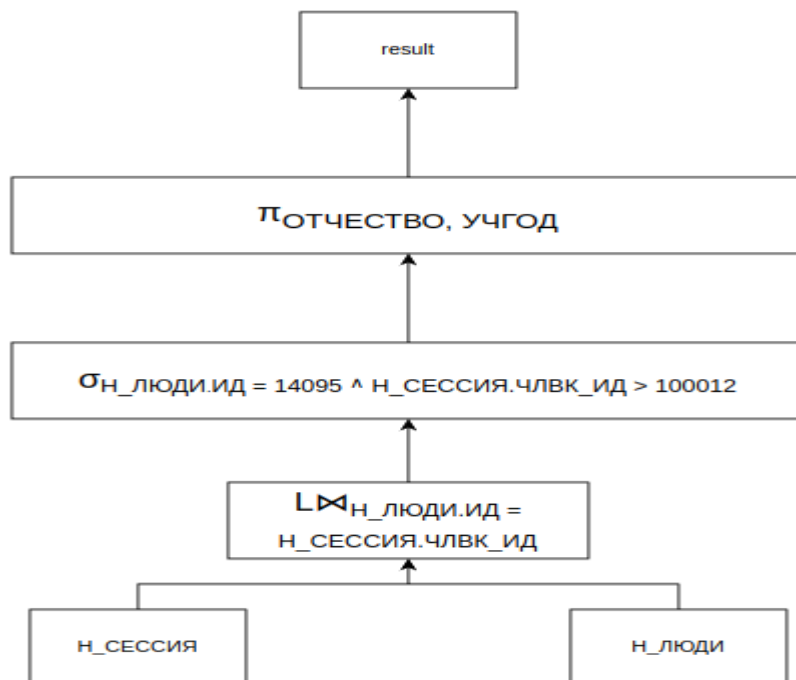 result
πОТЧЕСТВО, УЧГОД
σН_ЛЮДИ.ИД = 14095 ^ Н_СЕССИЯ.ЧЛВК_ИД > 100012
L⋈Н_ЛЮДИ.ИД =
Н_СЕССИЯ.ЧЛВК_ИД
Н_СЕССИЯ
Н_ЛЮДИ